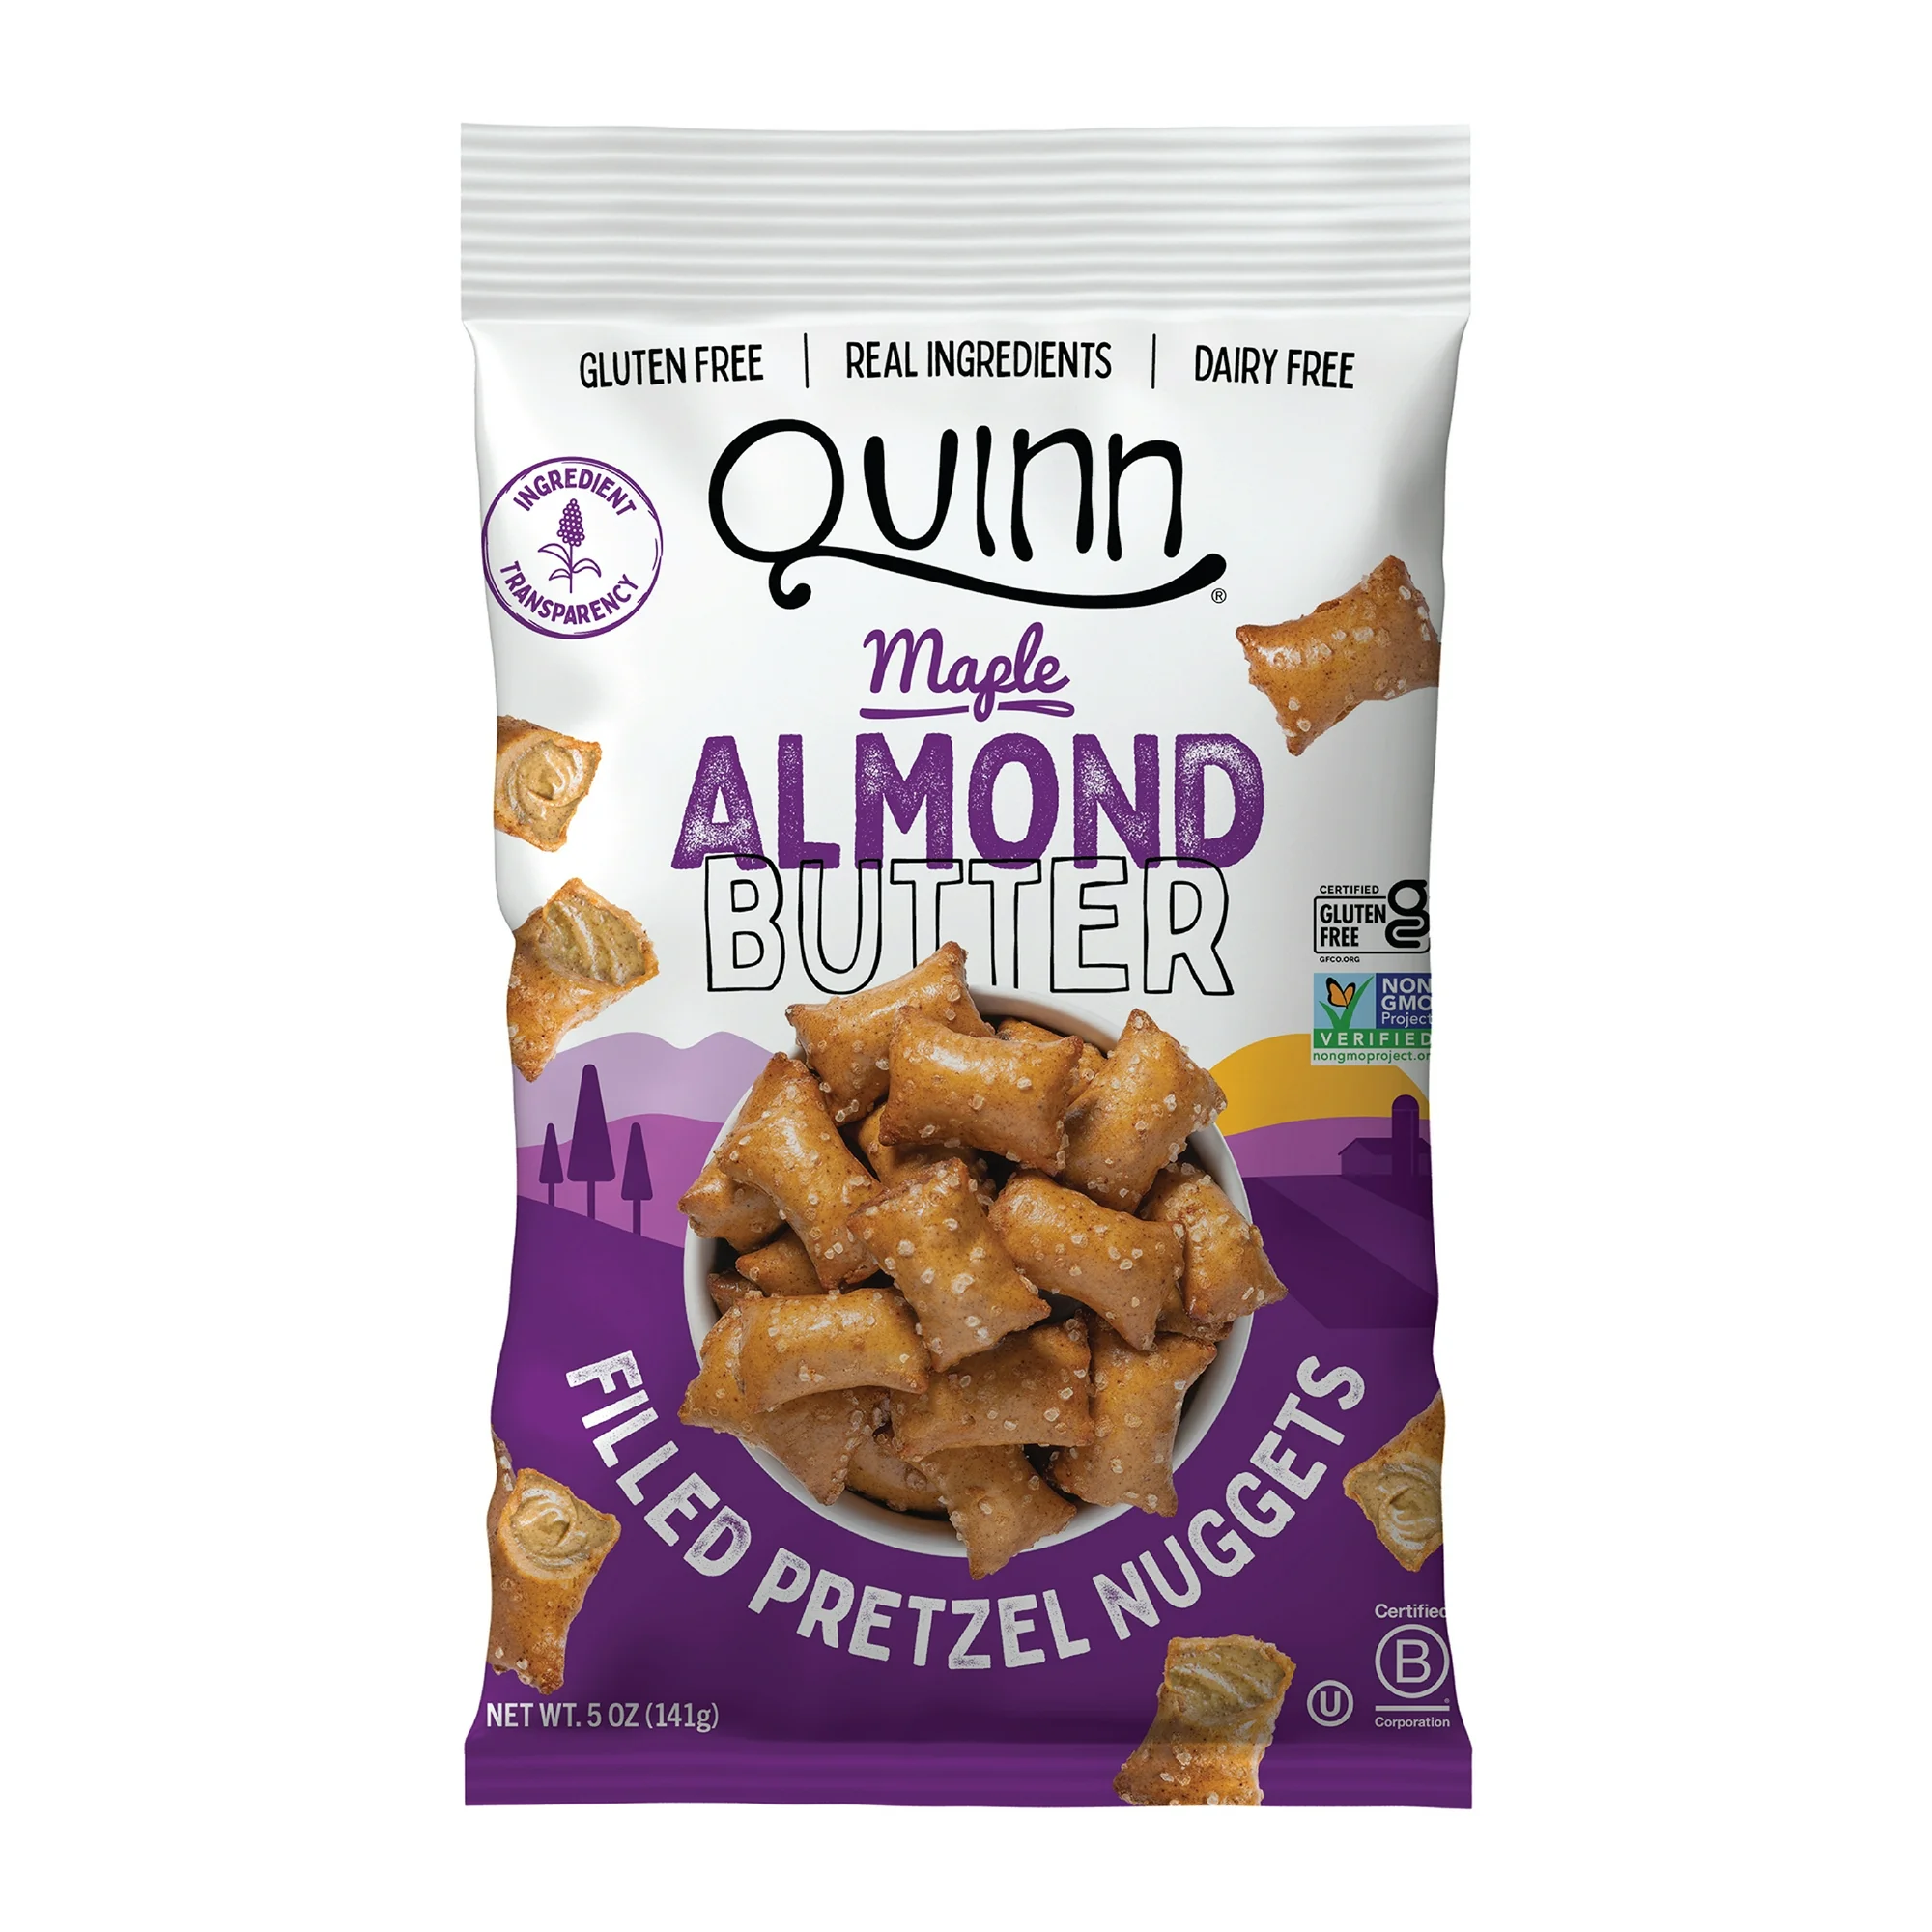 GLUTEN FREE | REAL INGREDIENTS | DAIRY FREE
QUINN®
INGREDIENT
TRANSPARENCY
Maple
ALMOND
BUTTER
CERTIFIED
GLUTEN
FREE
GFCO.ORG
NON
GMO
Project
VERIFIED
nongmoproject.or
FILLED PRETZEL NUGGETS
NET WT. 5 OZ (141g)
U
Certified
B
Corporation